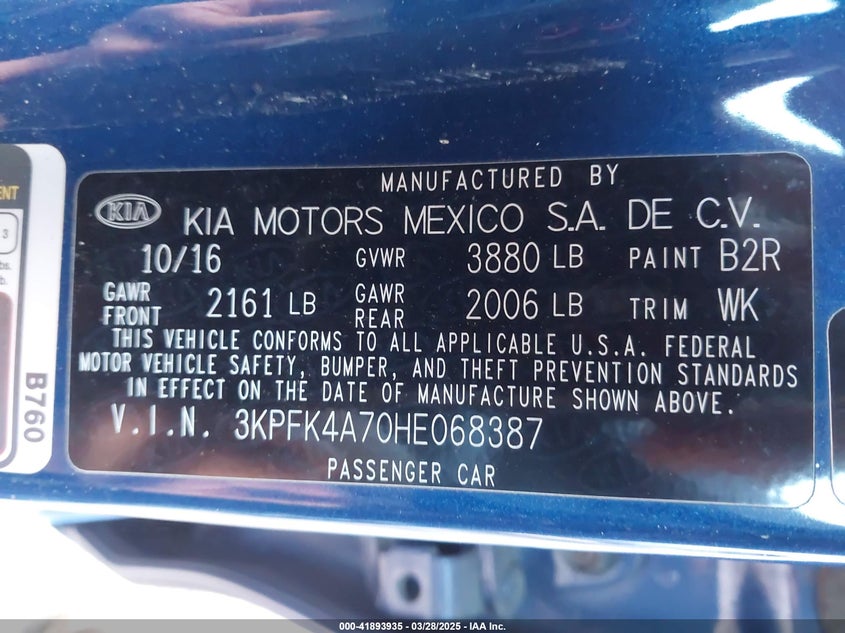 MANUFACTURED BY
KIA KIA MOTORS MEXICO S.A. DE C.V.
10/16 GVWR 3880 LB PAINT B2R
GAWR FRONT 2161 LB GAWR REAR 2006 LB TRIM WK
THIS VEHICLE CONFORMS TO ALL APPLICABLE U.S.A. FEDERAL
MOTOR VEHICLE SAFETY, BUMPER, AND THEFT PREVENTION STANDARDS
IN EFFECT ON THE DATE OF MANUFACTURE SHOWN ABOVE.
V.I.N. 3KPFK4A70HE068387
PASSENGER CAR
B760
3
000-41893935 - 03/28/2025 - IAA Inc.